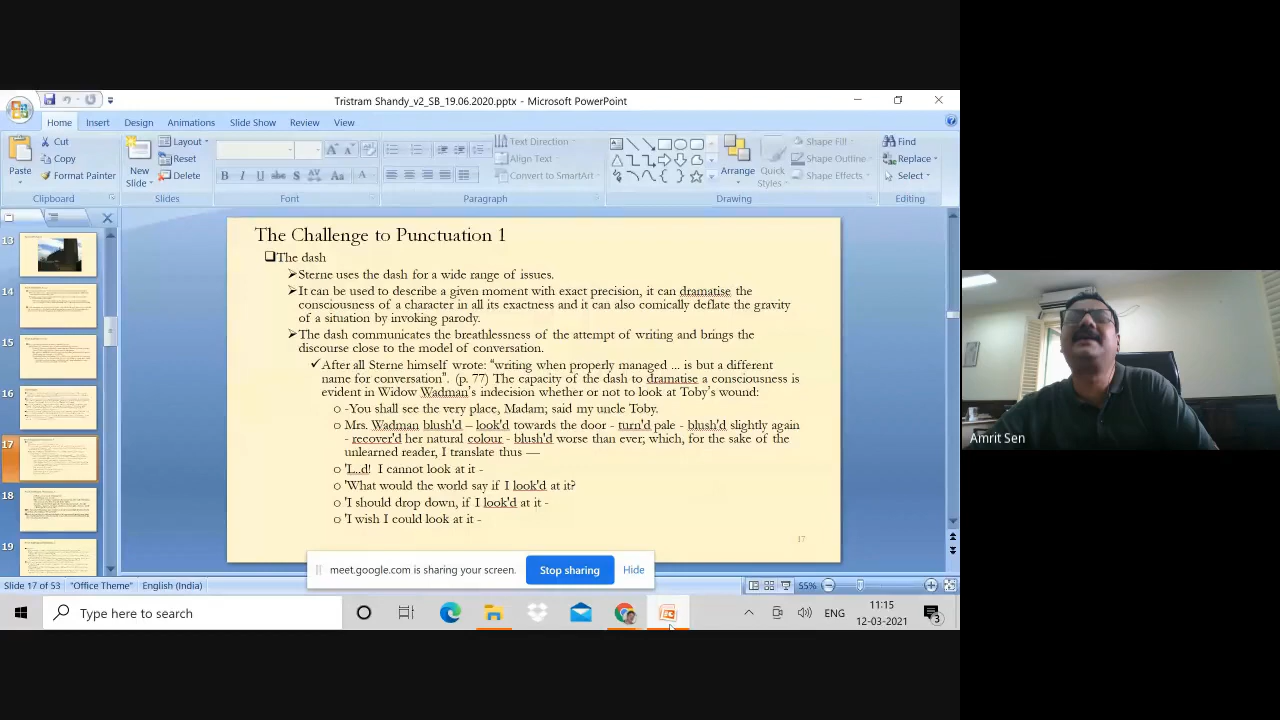 Tristram Shandy_v2_SB_19.06.2020.pptx - Microsoft PowerPoint
Home Insert Design Animations Slide Show Review View
Cut
Copy
Format Painter
Paste
Clipboard
New
Slide
Layout
Reset
Delete
Slides
Font
Text Direction
Align Text
Convert to SmartArt
Paragraph
Arrange
Quick
Styles
Shape Fill
Shape Outline
Shape Effects
Drawing
Find
Replace
Select
Editing
13
14
15
16
17
18
19
The Challenge to Punctuation 1
The dash
Sterne uses the dash for a wide range of issues.
It can be used to describe a given moment with exact precision, it can dramatise the
consciousness of a character in all its exactness and it can also comically deflate the gravity
of a situation by invoking parody.
The dash communicates the breathlessness of the attempt of writing and brings the
discourse close to the model of conversation.
After all Sterne himself wrote: "writing when properly managed ... is but a different
name for conversation". (p. 77) The capacity of the dash to dramatise a consciousness is
evident in Widow Wadman's decision whether or not to look at Toby's wound:
-You shall see the very place, Madam; said my uncle Toby.
Mrs. Wadman blush'd – look'd towards the door - turn'd pale - blush'd slightly again
- recover'd her natural colour - blush'd worse than ever; which, for the sake of the
unlearned reader, I translate thus —
'L..d! I cannot look at it-
'What would the world say if I look'd at it?
'I should drop down, if I look'd at it -
'I wish I could look at it -
17
meet.google.com is sharing your screen.
Stop sharing
Hide
Slide 17 of 53
"Office Theme"
English (India)
55%
Type here to search
ENG
11:15
12-03-2021
3
Amrit Sen